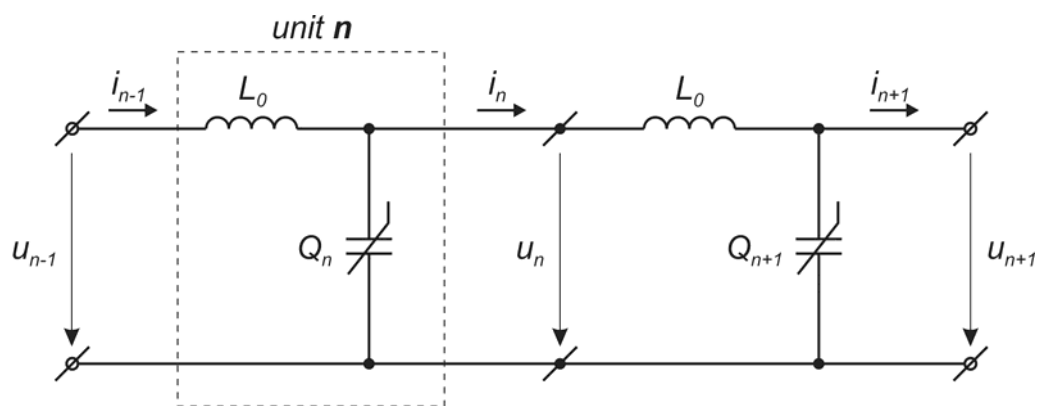 unit n
i_{n-1}
L_0
i_n
L_0
i_{n+1}
u_{n-1}
Q_n
u_n
Q_{n+1}
u_{n+1}